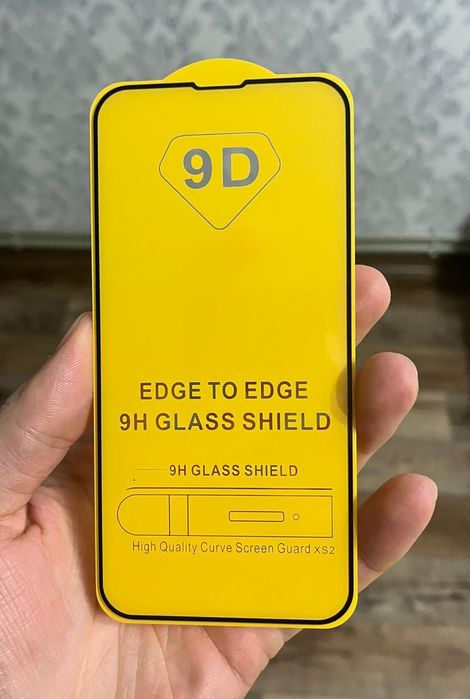 9D
EDGE TO EDGE
9H GLASS SHIELD
9H GLASS SHIELD
High Quality Curve Screen Guard XS2